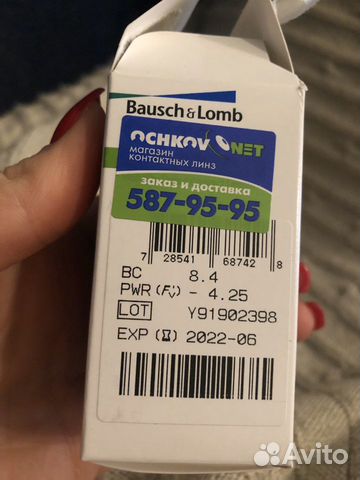 Bausch & Lomb
OCHKOV NET
магазин
контактных линз
заказ и доставка
587-95-95
7 28541 68742 8
BC 8.4
PWR (F'v) - 4.25
LOT Y91902398
EXP (⌛) 2022-06
Avito